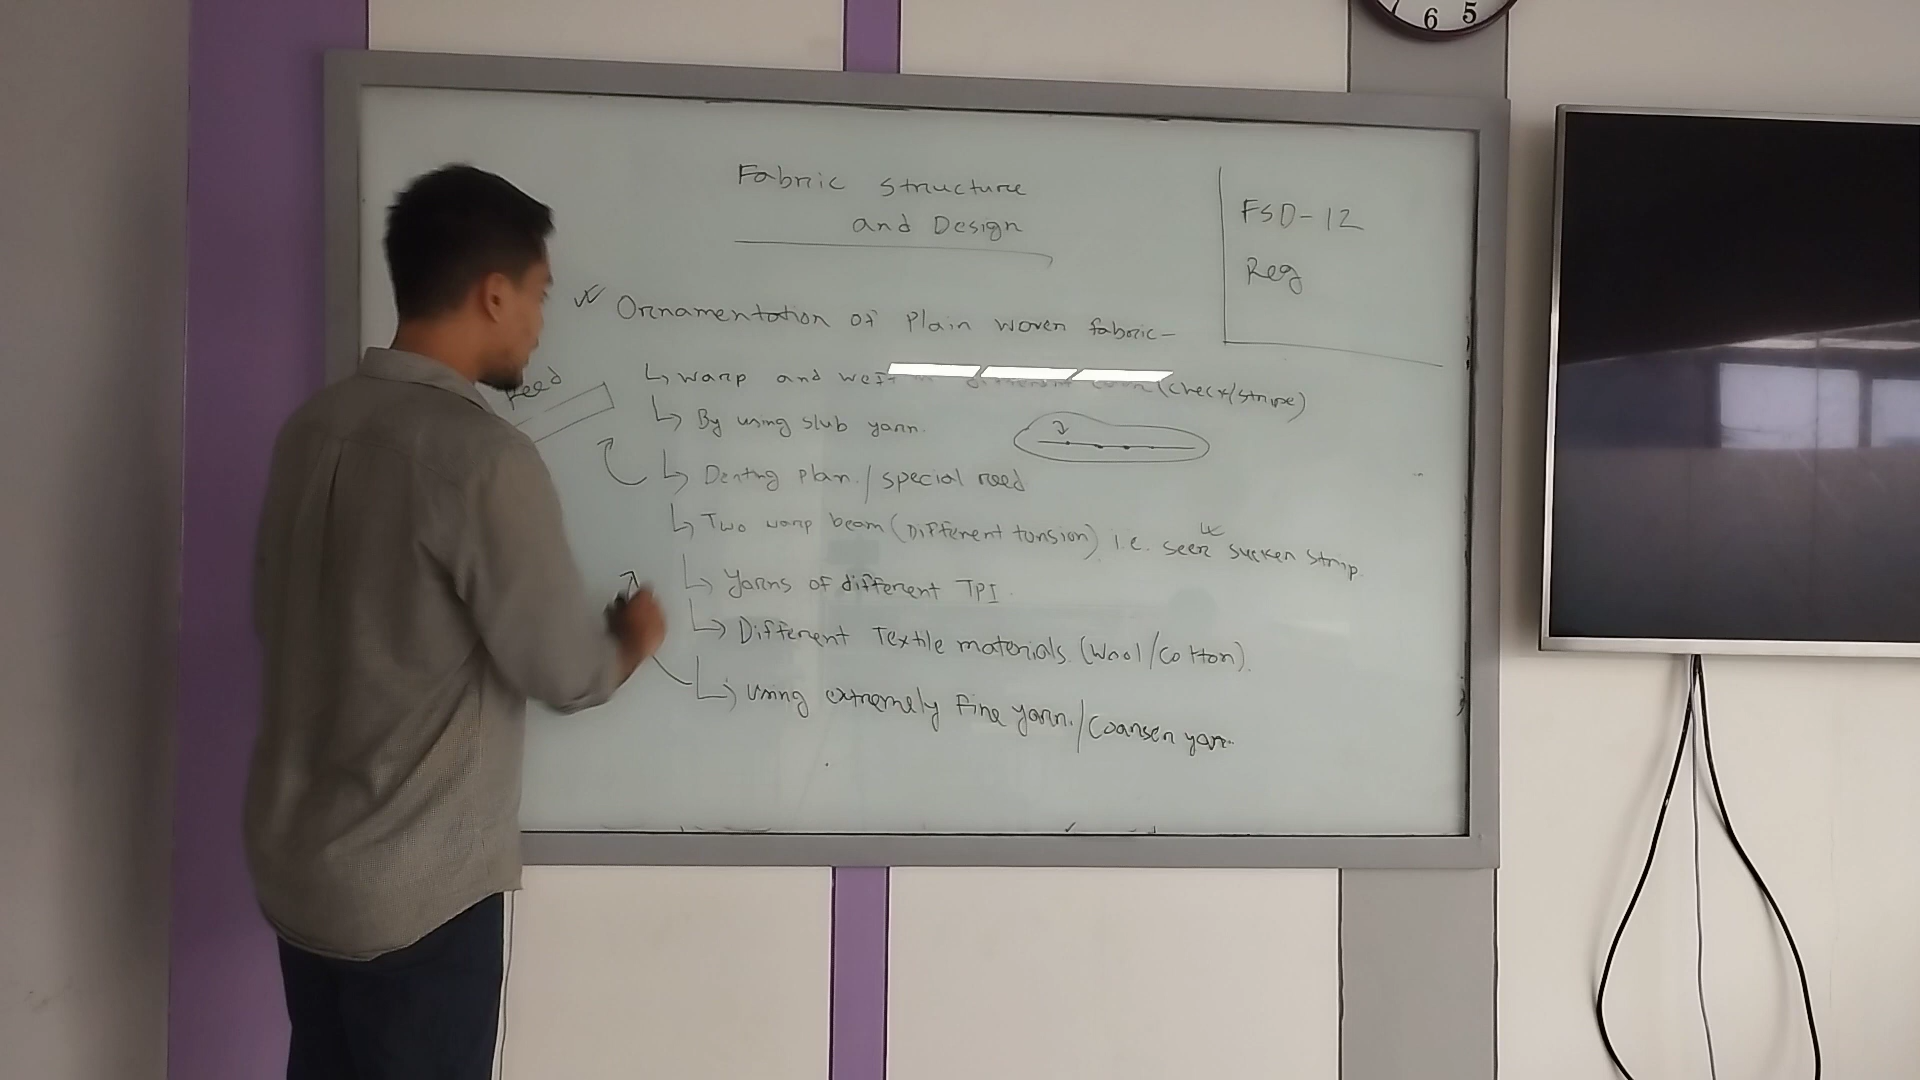 Fabric structure
and Design
FSD-12
Reg
Ornamentation of Plain woven fabric-
warp and weft different (check/stripe)
Reed
By using slub yarn.
Denting plan./special reed
Two warp beam (Different tension) i.e. seer sucker strip.
Yarns of different TPI.
Different Textile materials. (Wool/Cotton).
Using extremely fine yarn./Coarser yarn.
6 5